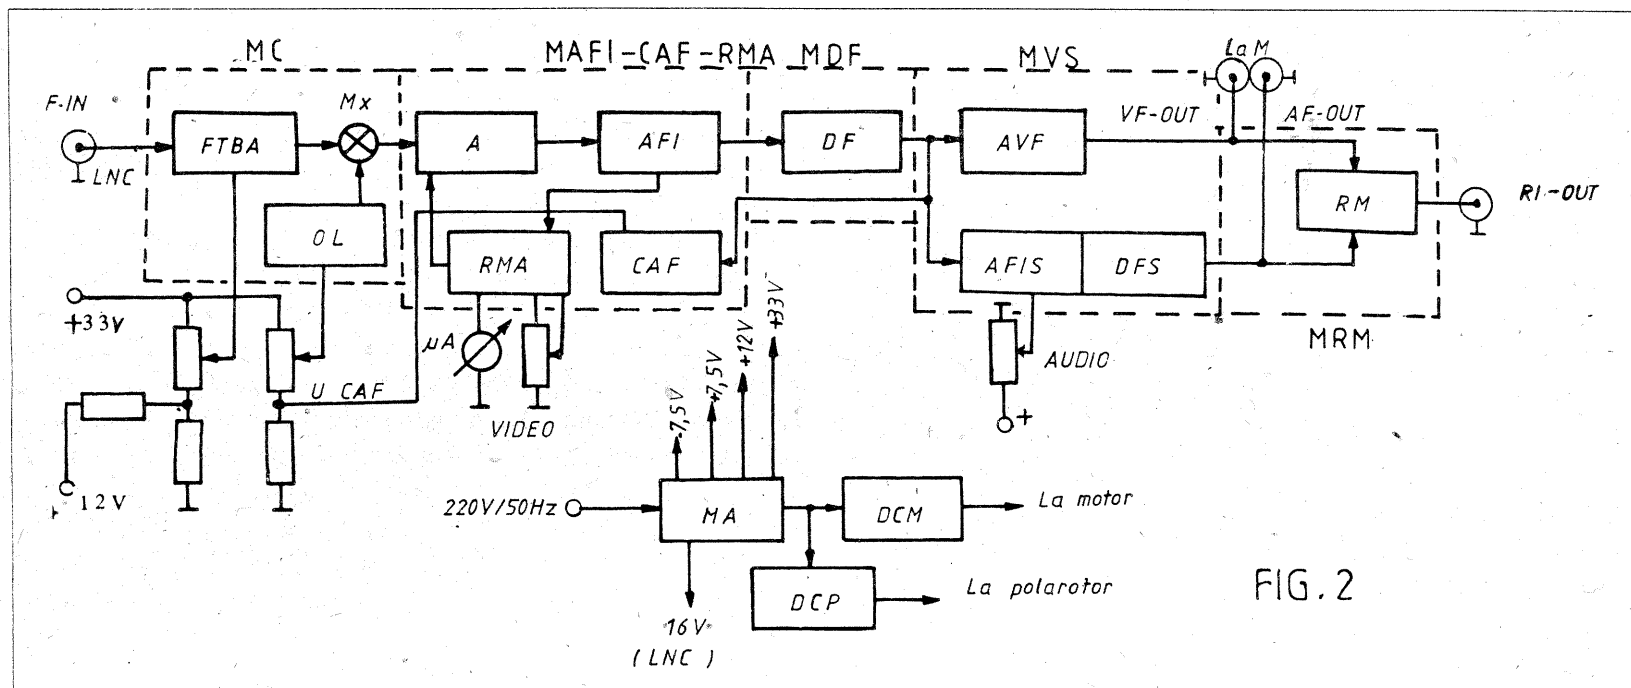 MC
MAFI-CAF-RMA MDF
MVS
La M
F-IN
Mx
VF-OUT
AF-OUT
FTBA
A
AFI
DF
AVF
LNC
RM
RI-OUT
OL
RMA
CAF
AFIS
DFS
+33V
μA
-7,5V
+7,5V
+12V
+33V
AUDIO
MRM
U CAF
VIDEO
+
12V
220V/50Hz
MA
DCM
La motor
DCP
La polarotor
FIG. 2
16V
(LNC)